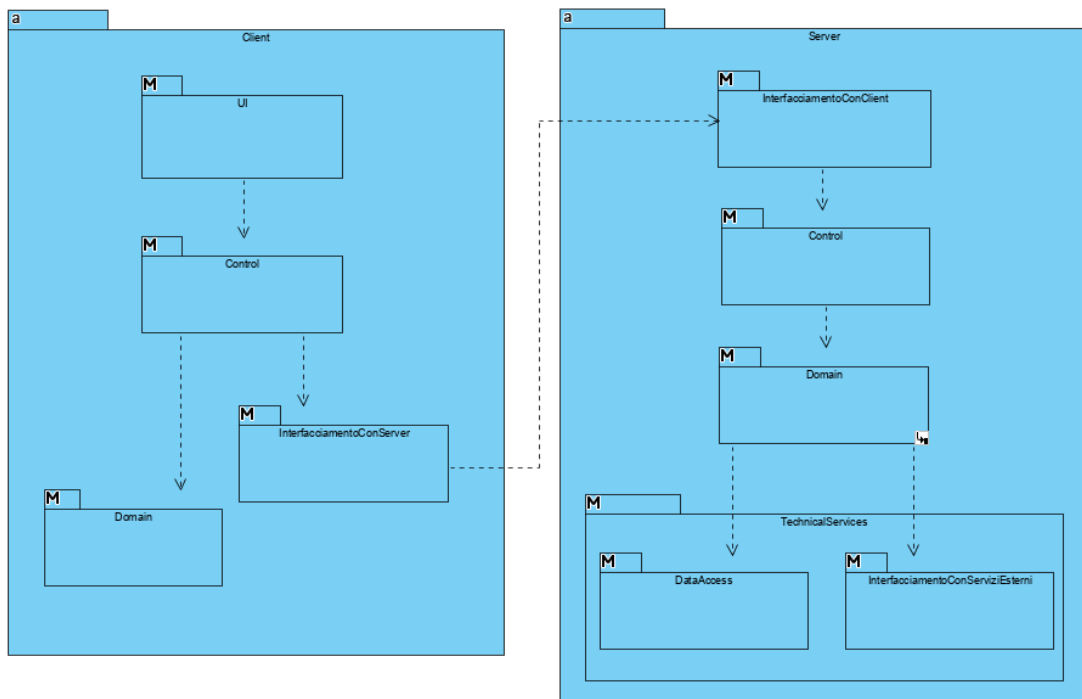 a
Client
M
UI
M
Control
M
InterfacciamentoConServer
M
Domain
a
Server
M
InterfacciamentoConClient
M
Control
M
Domain
M
TechnicalServices
M
DataAccess
M
InterfacciamentoConServiziEsterni